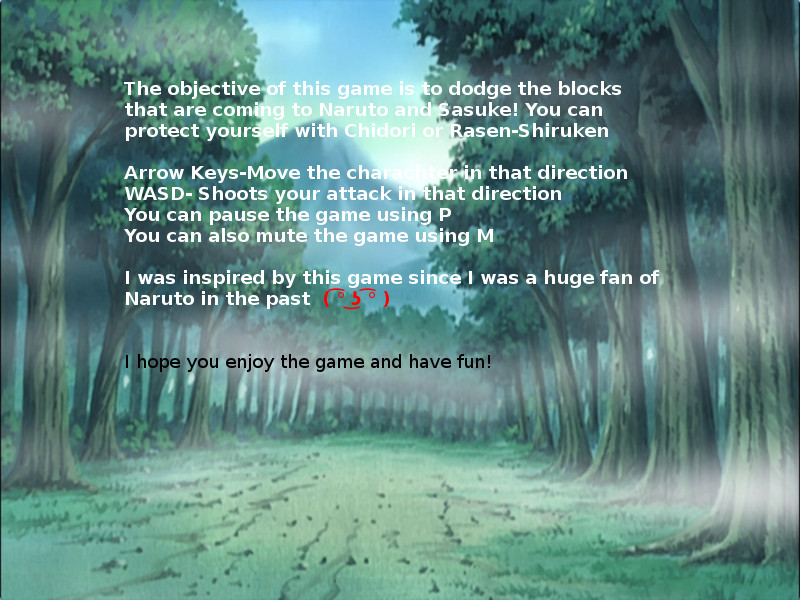 The objective of this game is to dodge the blocks
that are coming to Naruto and Sasuke! You can
protect yourself with Chidori or Rasen-Shiruken
Arrow Keys-Move the charachter in that direction
WASD- Shoots your attack in that direction
You can pause the game using P
You can also mute the game using M
I was inspired by this game since I was a huge fan of
Naruto in the past ( ͡° ͜ʖ ͡° )
I hope you enjoy the game and have fun!